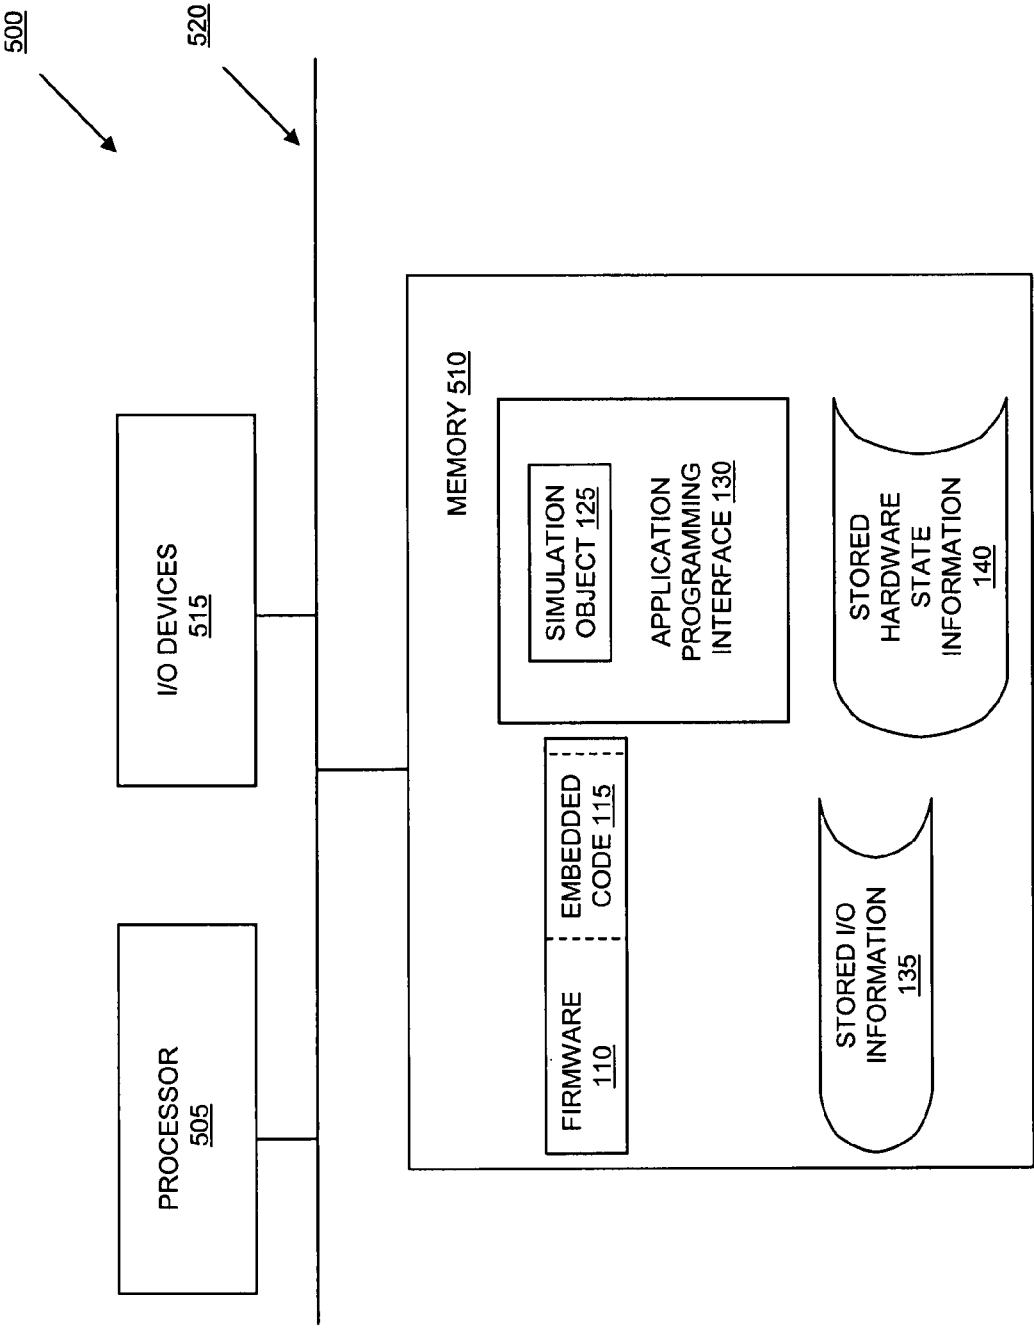 500
520
PROCESSOR
505
I/O DEVICES
515
MEMORY 510
FIRMWARE
110
EMBEDDED
CODE 115
SIMULATION
OBJECT 125
APPLICATION
PROGRAMMING
INTERFACE 130
STORED I/O
INFORMATION
135
STORED
HARDWARE
STATE
INFORMATION
140